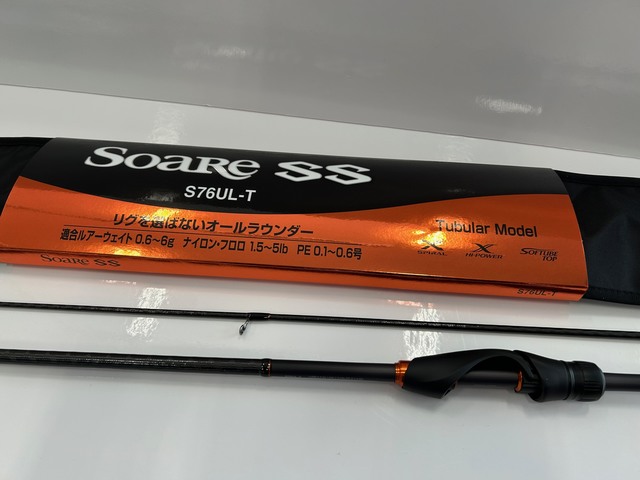 SOARE SS
S76UL-T
リグを選ばないオールラウンダー
適合ルアーウェイト 0.6～6g ナイロン・フロロ 1.5～5lb PE 0.1～0.6号
Tubular Model
SPIRAL X
HI-POWER X
SOFTUBE TOP
SOARE SS
S76UL-T